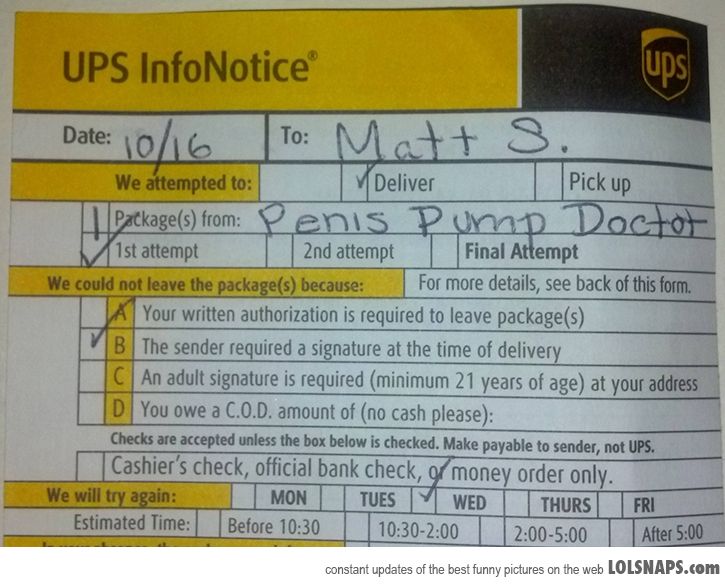 UPS InfoNotice®
ups
Date: 10/16 To: Matt S.
We attempted to: Deliver Pick up
1 Package(s) from: Penis Pump Doctor
1st attempt 2nd attempt Final Attempt
We could not leave the package(s) because: For more details, see back of this form.
A Your written authorization is required to leave package(s)
B The sender required a signature at the time of delivery
C An adult signature is required (minimum 21 years of age) at your address
D You owe a C.O.D. amount of (no cash please):
Checks are accepted unless the box below is checked. Make payable to sender, not UPS.
Cashier's check, official bank check, or money order only.
We will try again: MON TUES WED THURS FRI
Estimated Time: Before 10:30 10:30-2:00 2:00-5:00 After 5:00
constant updates of the best funny pictures on the web LOLSNAPS.com